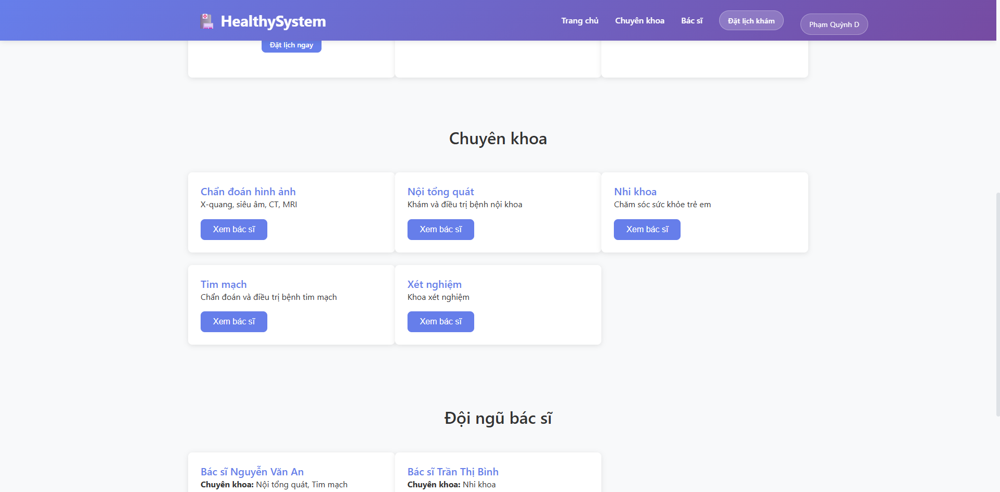 HealthySystem
Trang chủ
Chuyên khoa
Bác sĩ
Đặt lịch khám
Phạm Quỳnh D
Đặt lịch ngay
Chuyên khoa
Chẩn đoán hình ảnh
X-quang, siêu âm, CT, MRI
Xem bác sĩ
Nội tổng quát
Khám và điều trị bệnh nội khoa
Xem bác sĩ
Nhi khoa
Chăm sóc sức khỏe trẻ em
Xem bác sĩ
Tim mạch
Chẩn đoán và điều trị bệnh tim mạch
Xem bác sĩ
Xét nghiệm
Khoa xét nghiệm
Xem bác sĩ
Đội ngũ bác sĩ
Bác sĩ Nguyễn Văn An
Chuyên khoa: Nội tổng quát, Tim mạch
Bác sĩ Trần Thị Bình
Chuyên khoa: Nhi khoa